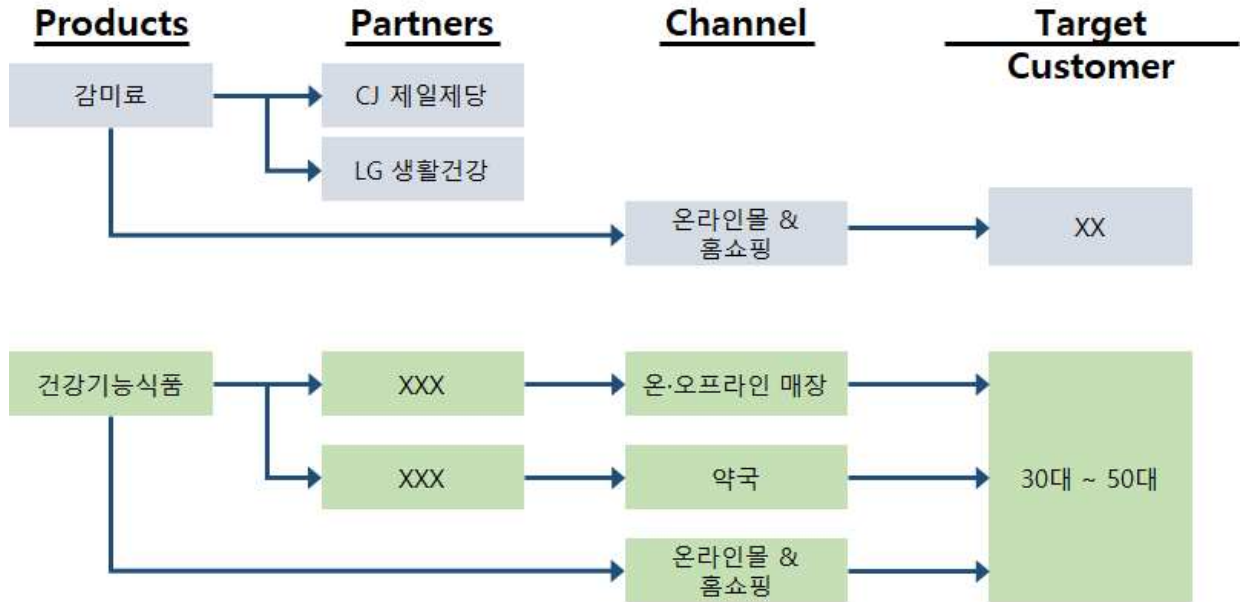 Products
Partners
Channel
Target
Customer
감미료
CJ 제일제당
LG 생활건강
온라인몰 &
홈쇼핑
XX
건강기능식품
XXX
온·오프라인 매장
XXX
약국
30대 ~ 50대
온라인몰 &
홈쇼핑